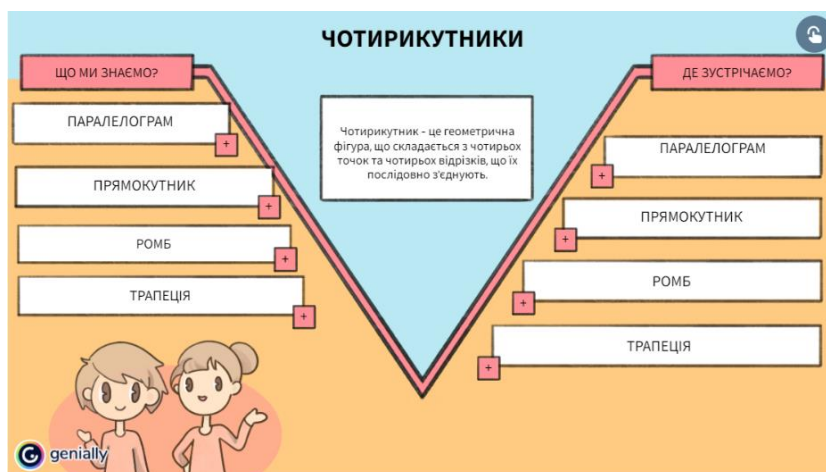 ЧОТИРИКУТНИКИ
ЩО МИ ЗНАЄМО?
ПАРАЛЕЛОГРАМ
+
ПРЯМОКУТНИК
+
РОМБ
+
ТРАПЕЦІЯ
+
Чотирикутник - це геометрична
фігура, що складається з чотирьох
точок та чотирьох відрізків, що їх
послідовно з'єднують.
ДЕ ЗУСТРІЧАЄМО?
ПАРАЛЕЛОГРАМ
+
ПРЯМОКУТНИК
+
РОМБ
+
ТРАПЕЦІЯ
+
genially